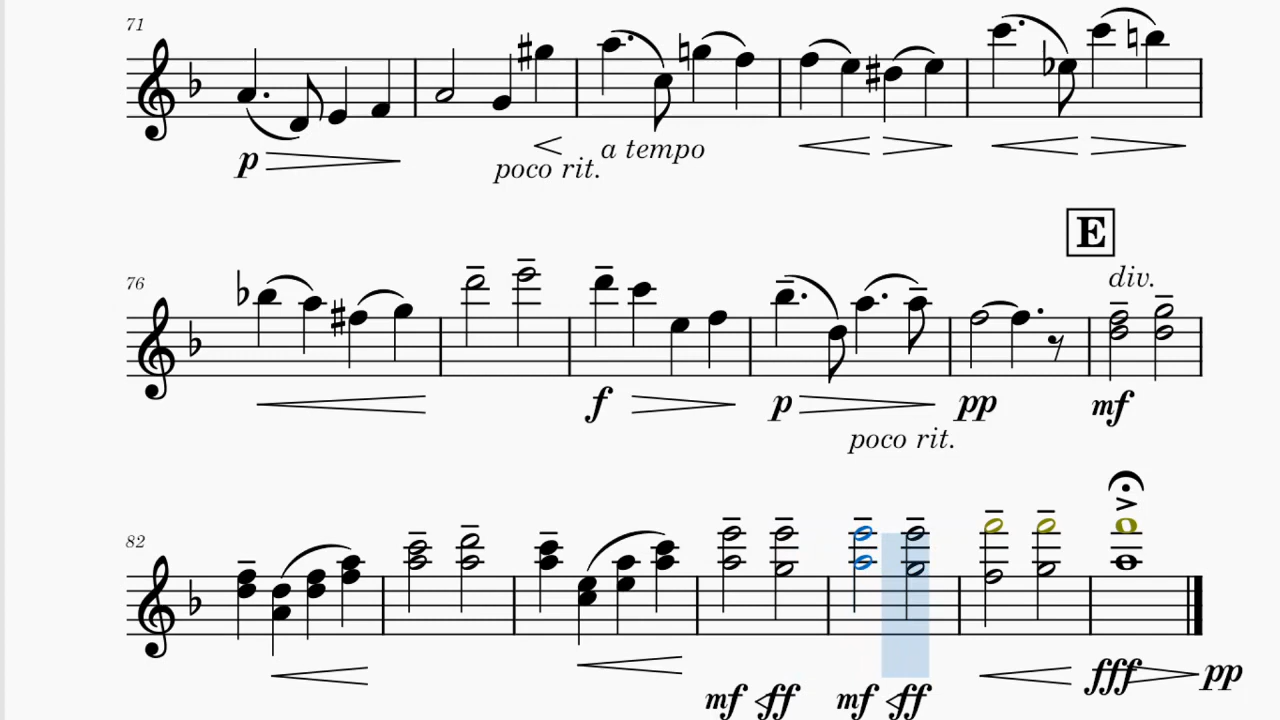 71
p
poco rit.
a tempo
E
76
div.
f
p
pp
mf
poco rit.
82
mf
ff
mf
ff
fff
pp